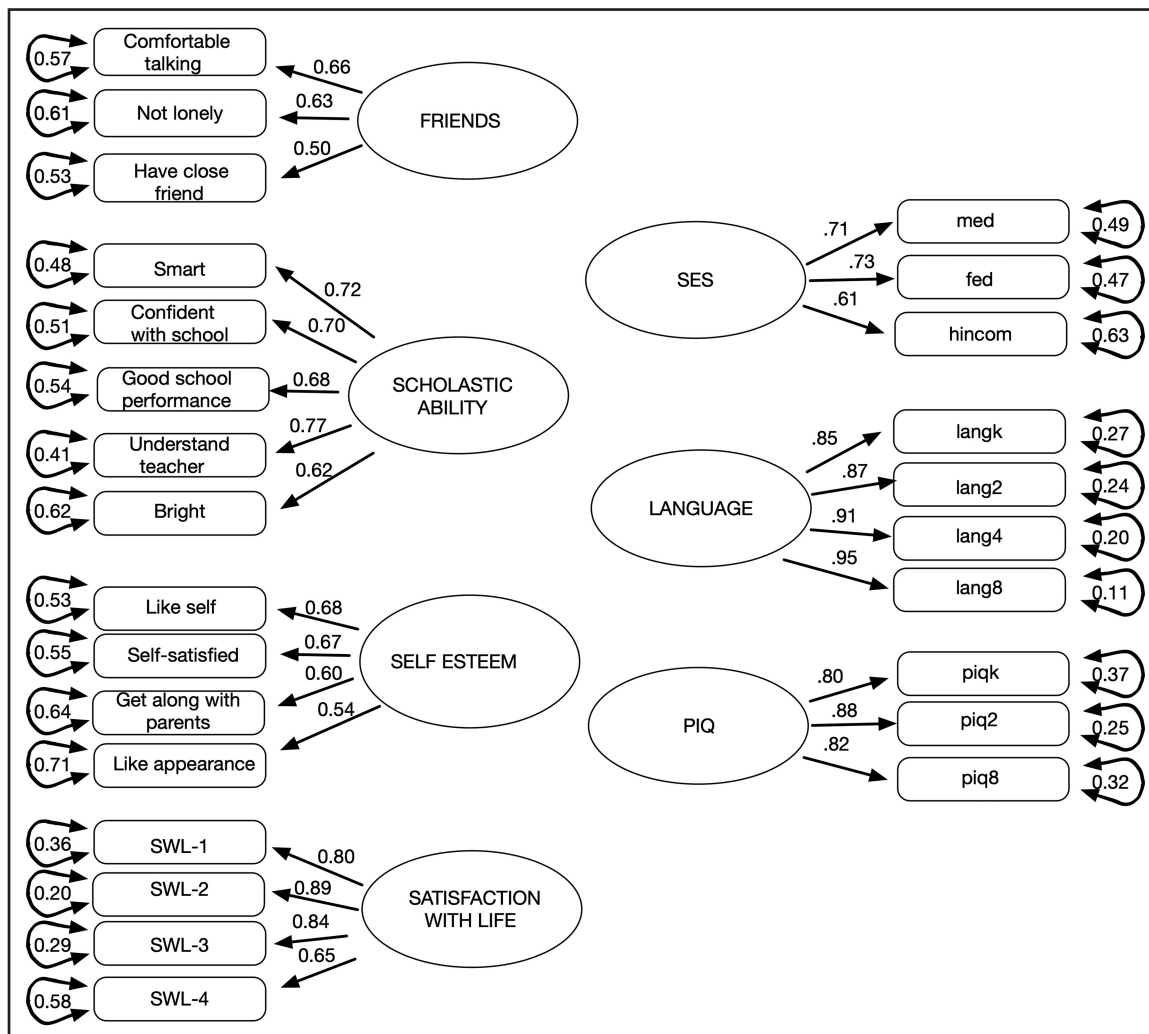 Comfortable
talking
0.57
0.66
Not lonely
0.61
0.63
Have close
friend
0.53
0.50
FRIENDS
Smart
0.48
0.72
Confident
with school
0.51
0.70
Good school
performance
0.54
0.68
Understand
teacher
0.41
0.77
Bright
0.62
0.62
SCHOLASTIC
ABILITY
Like self
0.53
0.68
Self-satisfied
0.55
0.67
Get along with
parents
0.64
0.60
Like appearance
0.71
0.54
SELF ESTEEM
SWL-1
0.36
0.80
SWL-2
0.20
0.89
SWL-3
0.29
0.84
SWL-4
0.58
0.65
SATISFACTION
WITH LIFE
SES
.71
med
0.49
.73
fed
0.47
.61
hincom
0.63
LANGUAGE
.85
langk
0.27
.87
lang2
0.24
.91
lang4
0.20
.95
lang8
0.11
PIQ
.80
piqk
0.37
.88
piq2
0.25
.82
piq8
0.32